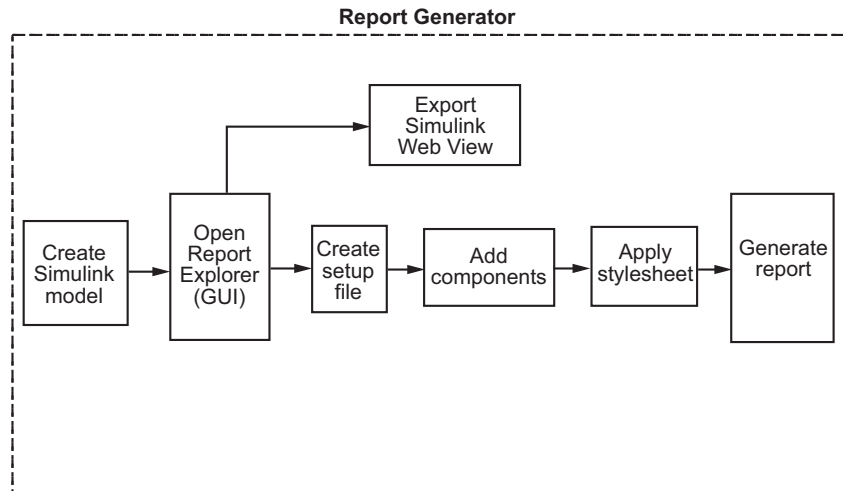 Report Generator
Export
Simulink
Web View
Create
Simulink
model
Open
Report
Explorer
(GUI)
Create
setup
file
Add
components
Apply
stylesheet
Generate
report